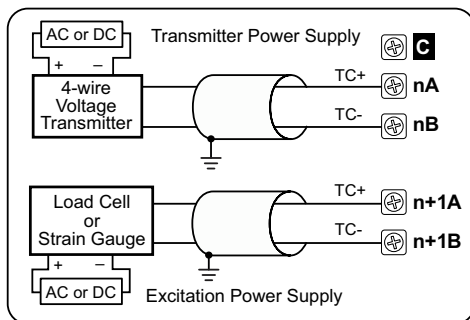 AC or DC
Transmitter Power Supply
C
+ –
4-wire
Voltage
Transmitter
TC+
nA
TC-
nB
Load Cell
or
Strain Gauge
TC+
n+1A
TC-
n+1B
+ –
AC or DC
Excitation Power Supply